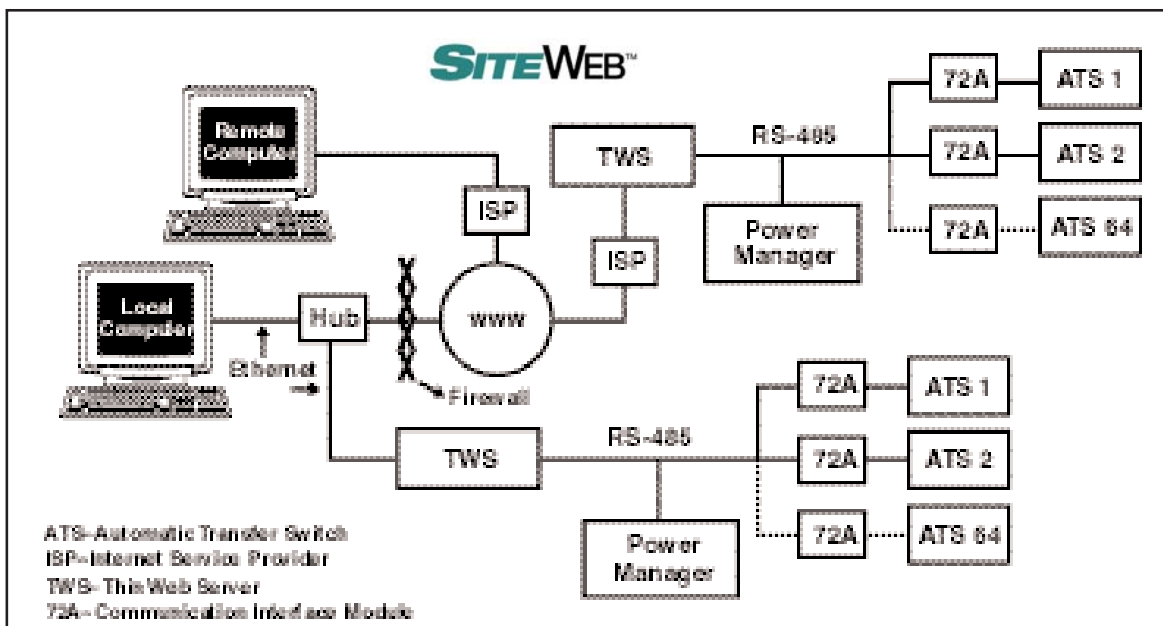 SITEWEB™
Remote
Computer
ISP
TWS
RS-485
72A
ATS 1
72A
ATS 2
72A
ATS 64
Power
Manager
ISP
Local
Computer
Hub
www
Ethernet
Firewall
TWS
RS-485
72A
ATS 1
72A
ATS 2
72A
ATS 64
Power
Manager
ATS-Automatic Transfer Switch
ISP-Internet Service Provider
TWS-Thin Web Server
72A-Communication Interface Module